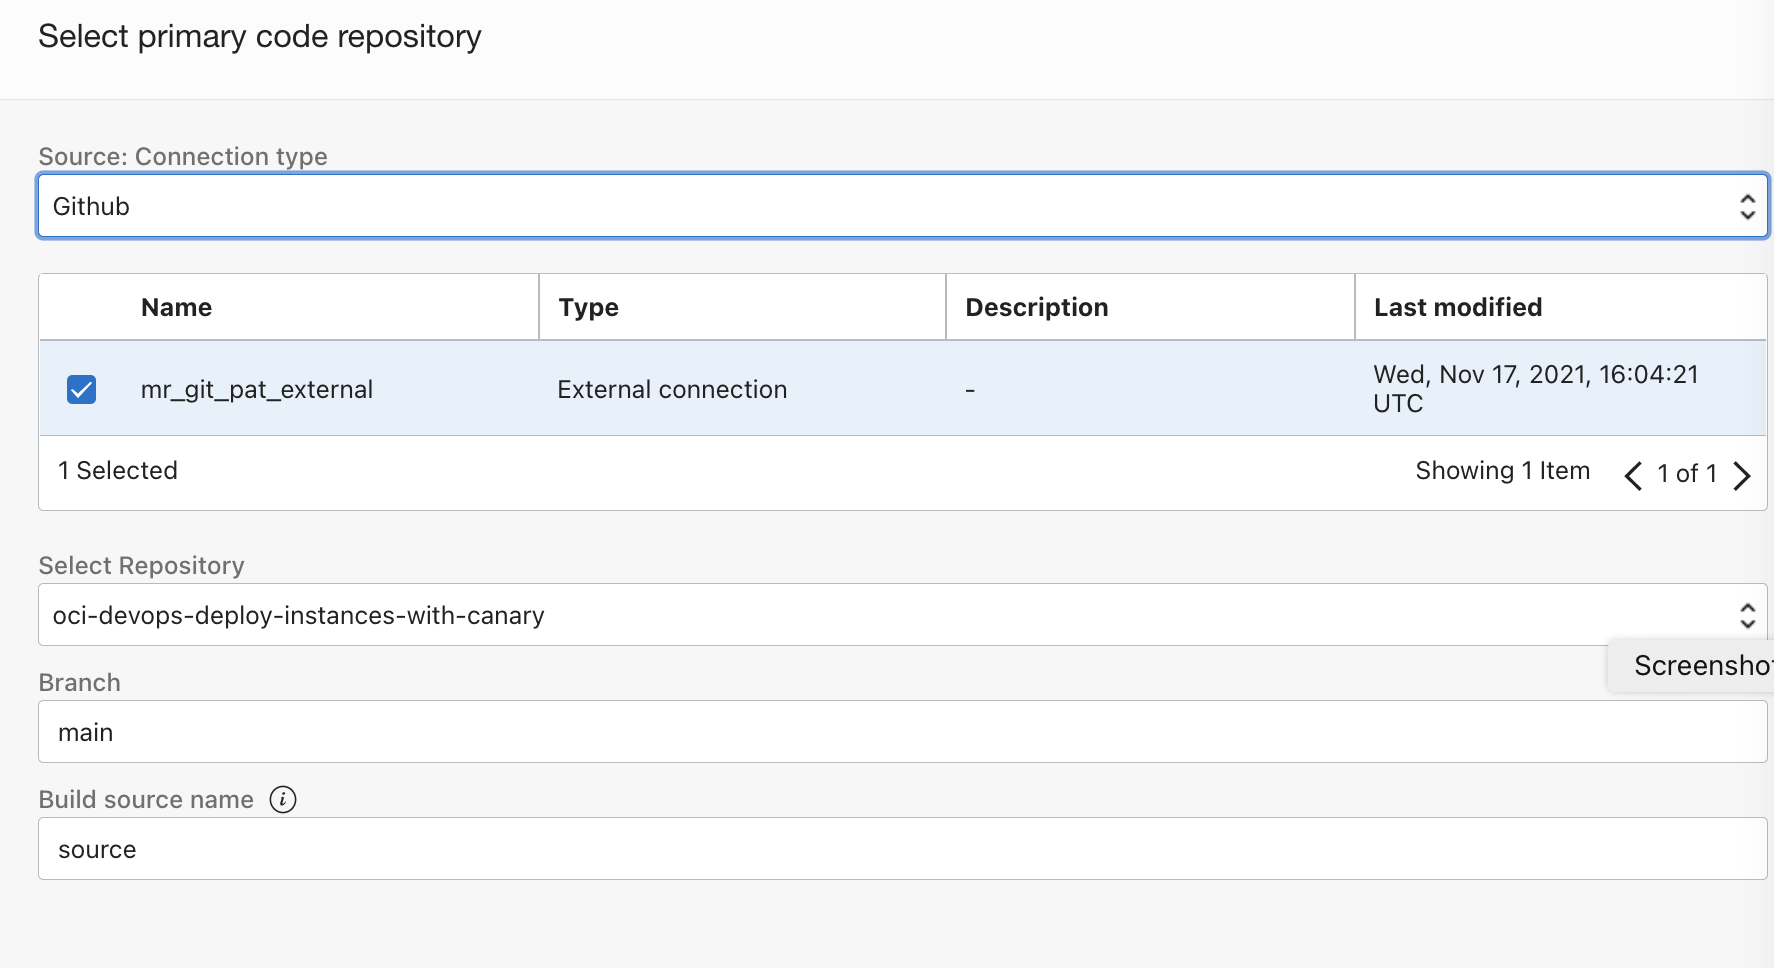 Select primary code repository
Source: Connection type
Github
Name Type Description Last modified
mr_git_pat_external External connection - Wed, Nov 17, 2021, 16:04:21
UTC
1 Selected Showing 1 Item 1 of 1
Select Repository
oci-devops-deploy-instances-with-canary
Screensho
Branch
main
Build source name i
source